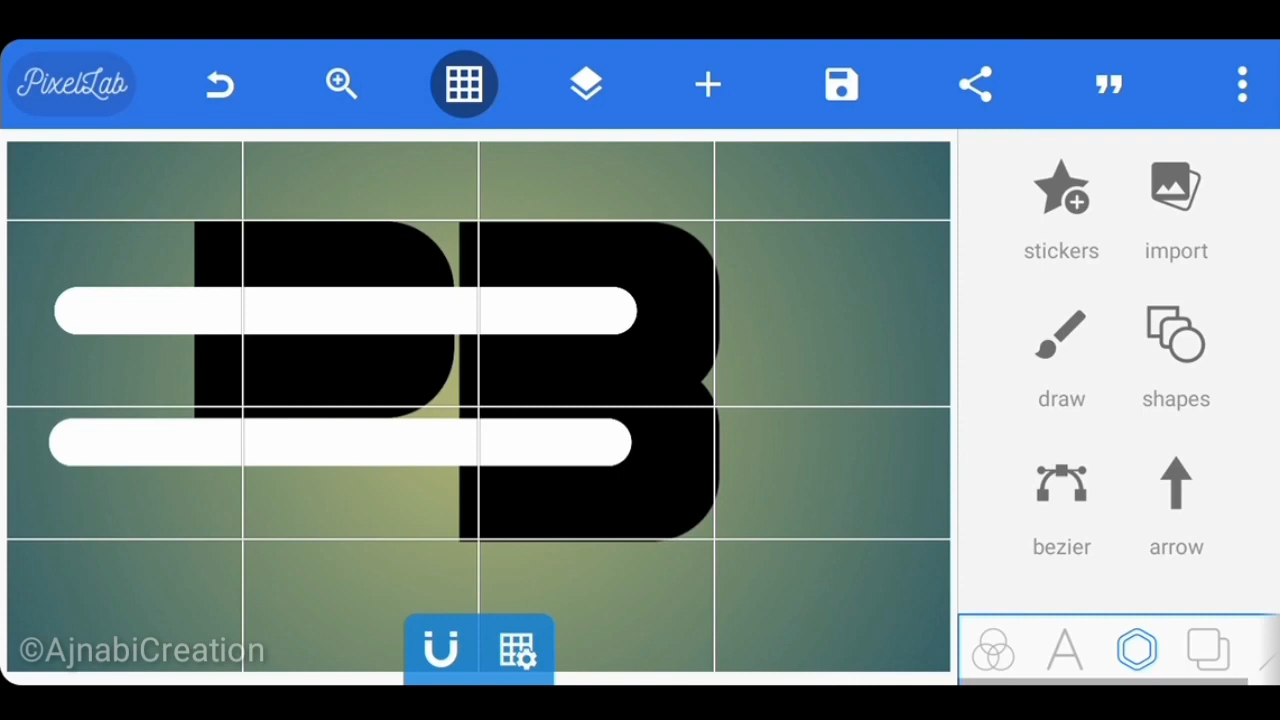 PixelLab
stickers
import
draw
shapes
bezier
arrow
©AjnabiCreation